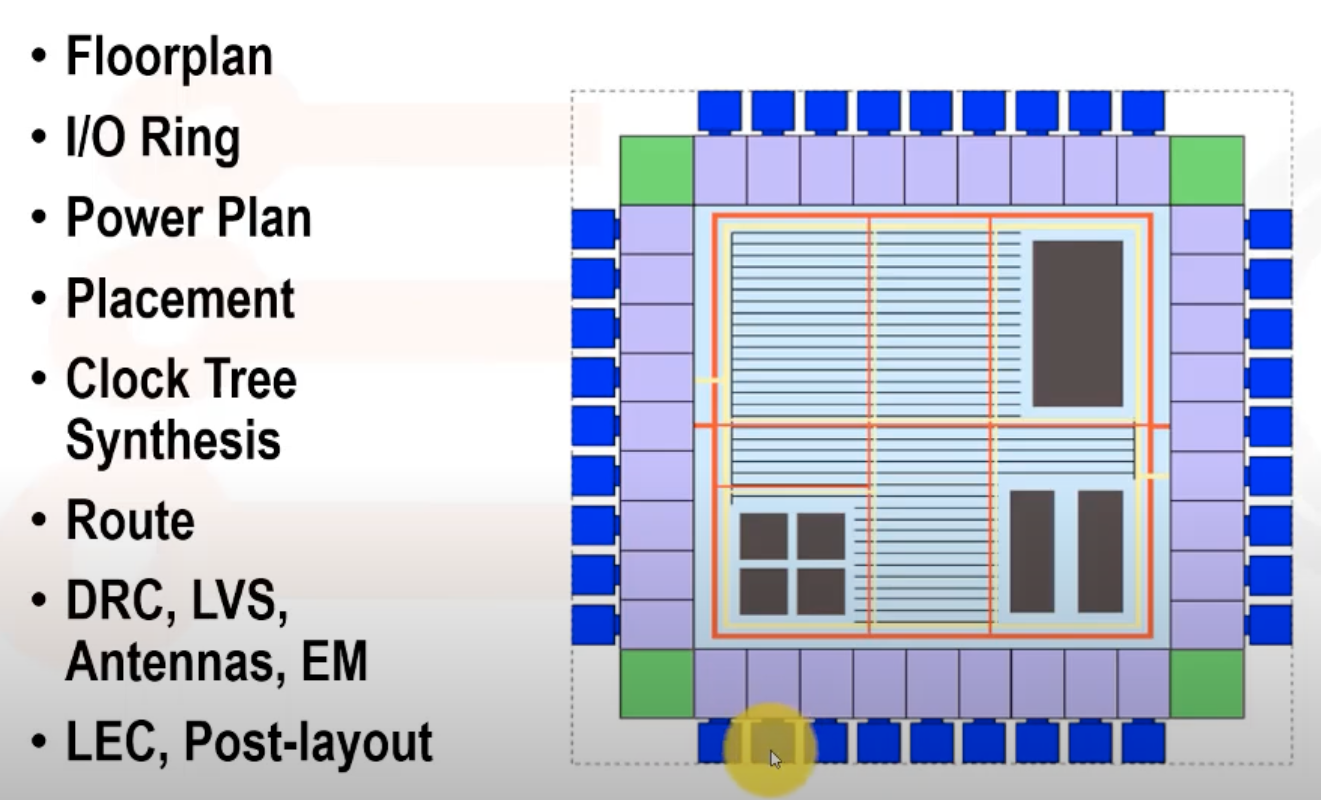 • Floorplan
• I/O Ring
• Power Plan
• Placement
• Clock Tree
Synthesis
• Route
• DRC, LVS,
Antennas, EM
• LEC, Post-layout